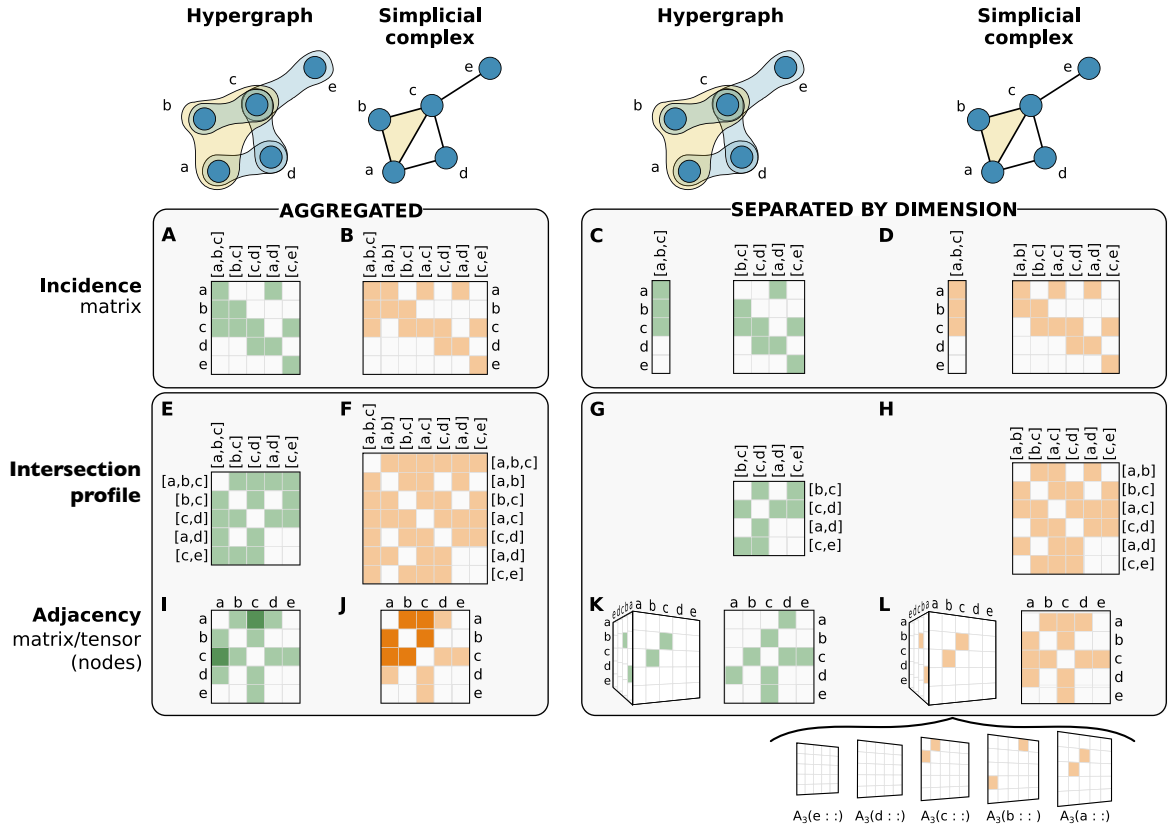 Hypergraph
Simplicial
complex
Hypergraph
Simplicial
complex
e
c
b
a
d
e
c
b
a
d
e
c
b
a
d
e
c
b
a
d
AGGREGATED
SEPARATED BY DIMENSION
Incidence
matrix
A
[a,b,c] [b,c] [c,d] [a,d] [c,e]
a
b
c
d
e
B
[a,b,c] [a,b] [b,c] [a,c] [c,d] [a,d] [c,e]
a
b
c
d
e
C
[a,b,c]
a
b
c
d
e
[b,c] [c,d] [a,d] [c,e]
D
[a,b,c]
a
b
c
d
e
[a,b] [b,c] [a,c] [c,d] [a,d] [c,e]
Intersection
profile
E
[a,b,c] [b,c] [c,d] [a,d] [c,e]
[a,b,c]
[b,c]
[c,d]
[a,d]
[c,e]
F
[a,b,c] [a,b] [b,c] [a,c] [c,d] [a,d] [c,e]
[a,b,c]
[a,b]
[b,c]
[a,c]
[c,d]
[a,d]
[c,e]
G
[b,c] [c,d] [a,d] [c,e]
[b,c]
[c,d]
[a,d]
[c,e]
H
[a,b] [b,c] [a,c] [c,d] [a,d] [c,e]
[a,b]
[b,c]
[a,c]
[c,d]
[a,d]
[c,e]
Adjacency
matrix/tensor
(nodes)
I
a b c d e
a
b
c
d
e
J
a b c d e
a
b
c
d
e
K
e d c b a
a b c d e
a
b
c
d
e
a b c d e
a
b
c
d
e
L
e d c b a
a b c d e
a
b
c
d
e
a b c d e
a
b
c
d
e
A₃(e : :) A₃(d : :) A₃(c : :) A₃(b : : ) A₃(a : :)